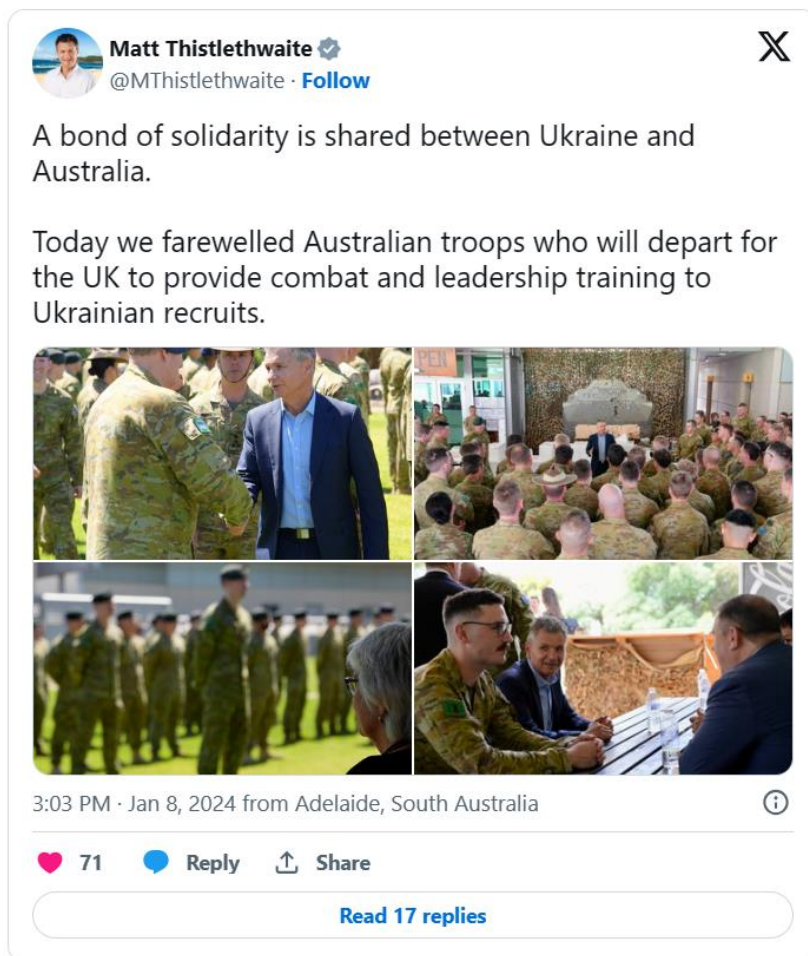 Matt Thistlethwaite
@MThistlethwaite · Follow
A bond of solidarity is shared between Ukraine and
Australia.
Today we farewelled Australian troops who will depart for
the UK to provide combat and leadership training to
Ukrainian recruits.
PEN
3:03 PM · Jan 8, 2024 from Adelaide, South Australia
71 Reply Share
Read 17 replies